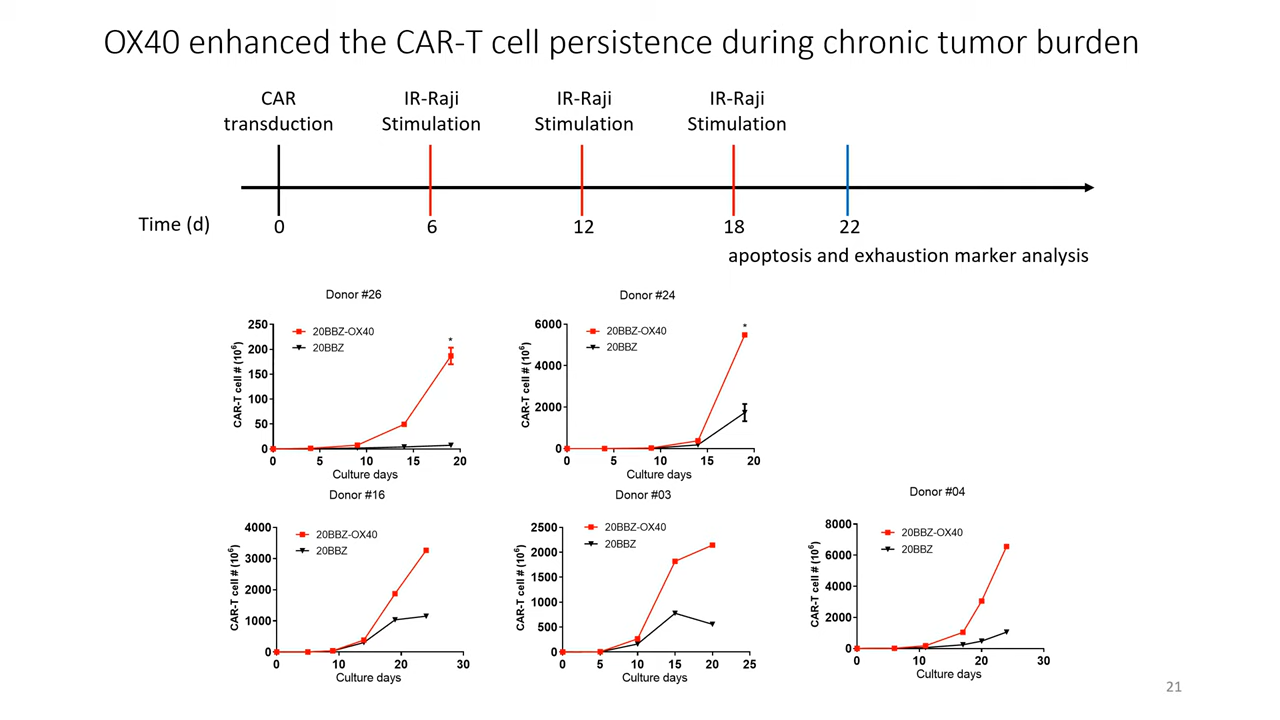 OX40 enhanced the CAR-T cell persistence during chronic tumor burden
CAR transduction
IR-Raji Stimulation
IR-Raji Stimulation
IR-Raji Stimulation
Time (d)
0
6
12
18
22
apoptosis and exhaustion marker analysis
Donor #26
CAR-T cell # (10⁶)
250
200
150
100
50
0
20BBZ-OX40
20BBZ
*
0 5 10 15 20
Culture days
Donor #24
CAR-T cell # (10⁶)
6000
4000
2000
0
20BBZ-OX40
20BBZ
*
0 5 10 15 20
Culture days
Donor #16
CAR-T cell # (10⁶)
4000
3000
2000
1000
0
20BBZ-OX40
20BBZ
0 10 20 30
Culture days
Donor #03
CAR-T cell # (10⁶)
2500
2000
1500
1000
500
0
20BBZ-OX40
20BBZ
0 5 10 15 20 25
Culture days
Donor #04
CAR-T cell # (10⁶)
8000
6000
4000
2000
0
20BBZ-OX40
20BBZ
0 10 20 30
Culture days
21